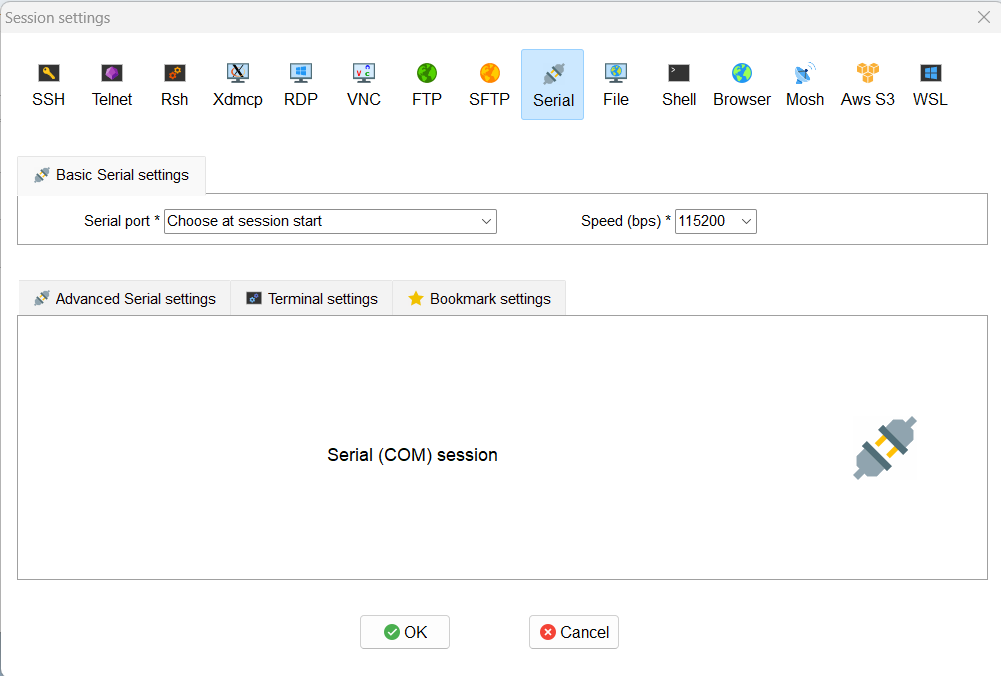 Session settings
SSH Telnet Rsh Xdmcp RDP VNC FTP SFTP Serial File Shell Browser Mosh Aws S3 WSL
Basic Serial settings
Serial port * Choose at session start Speed (bps) * 115200
Advanced Serial settings Terminal settings Bookmark settings
Serial (COM) session
OK Cancel